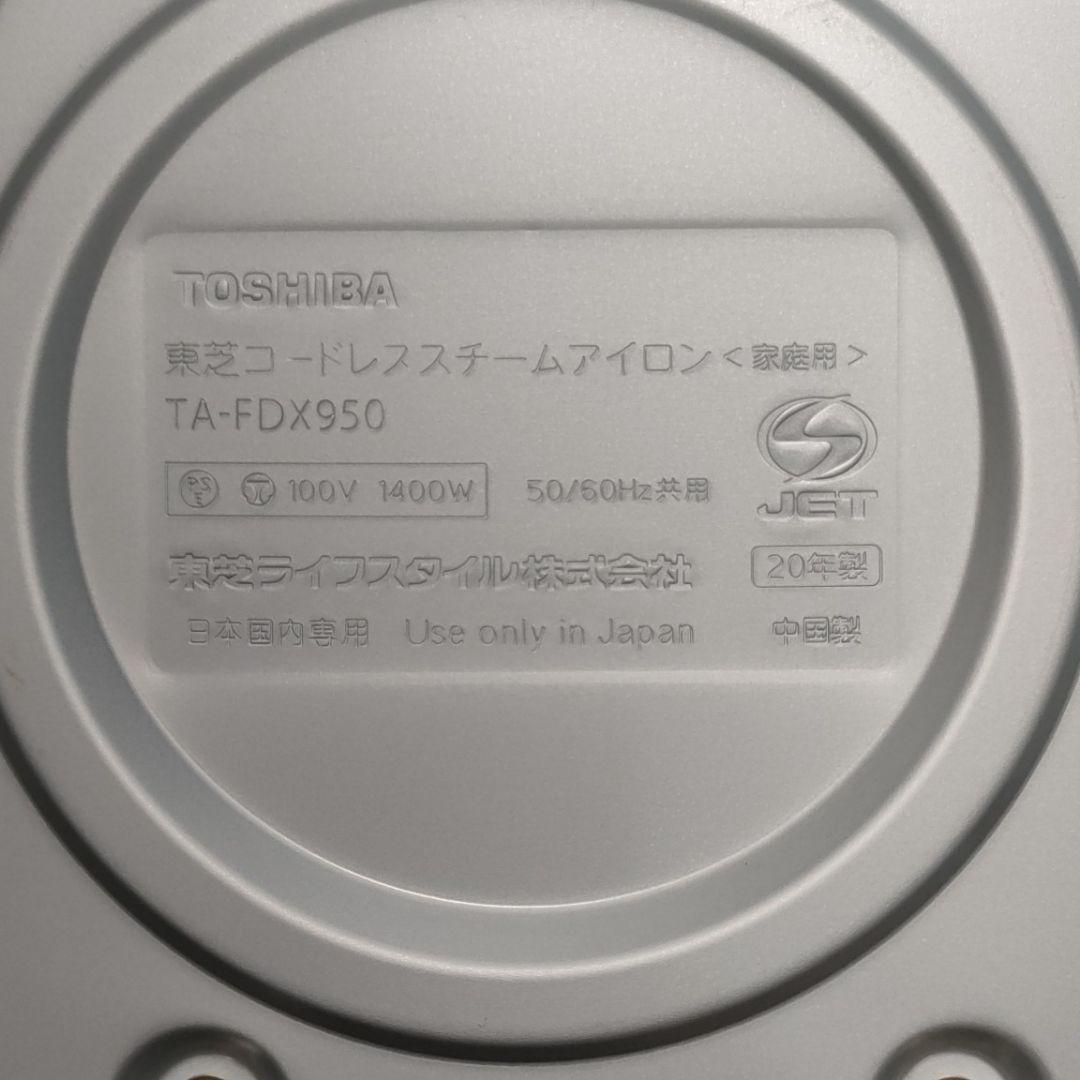 TOSHIBA
東芝コードレススチームアイロン<家庭用>
TA-FDX950
PS E T 100V 1400W 50/60Hz共用
JET
東芝ライフスタイル株式会社 20年製
日本国内専用 Use only in Japan 中国製